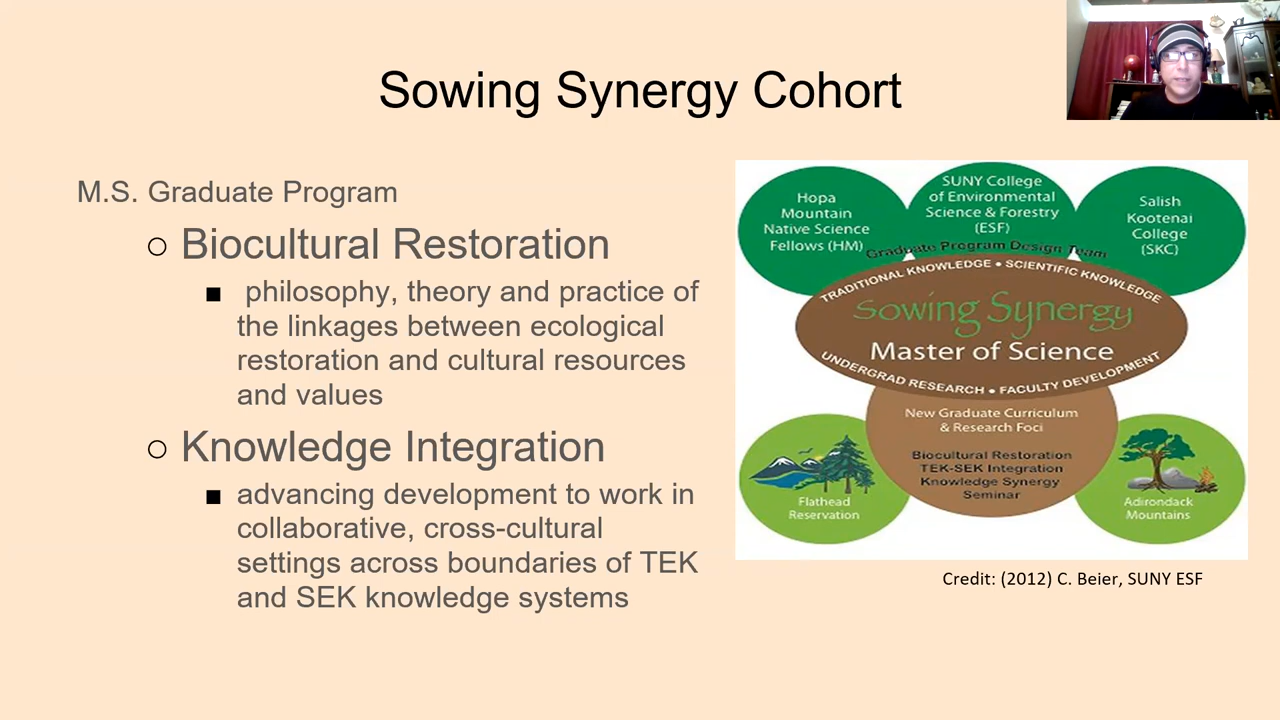 Sowing Synergy Cohort
M.S. Graduate Program
○ Biocultural Restoration
■ philosophy, theory and practice of
the linkages between ecological
restoration and cultural resources
and values
○ Knowledge Integration
■ advancing development to work in
collaborative, cross-cultural
settings across boundaries of TEK
and SEK knowledge systems
Hopa
Mountain
Native Science
Fellows (HM)
SUNY College
of Environmental
Science & Forestry
(ESF)
Salish
Kootenai
College
(SKC)
Graduate Program Design Team
TRADITIONAL KNOWLEDGE • SCIENTIFIC KNOWLEDGE
Sowing Synergy
Master of Science
UNDERGRAD RESEARCH • FACULTY DEVELOPMENT
New Graduate Curriculum
& Research Foci
Biocultural Restoration
TEK-SEK Integration
Knowledge Synergy
Seminar
Flathead
Reservation
Adirondack
Mountains
Credit: (2012) C. Beier, SUNY ESF